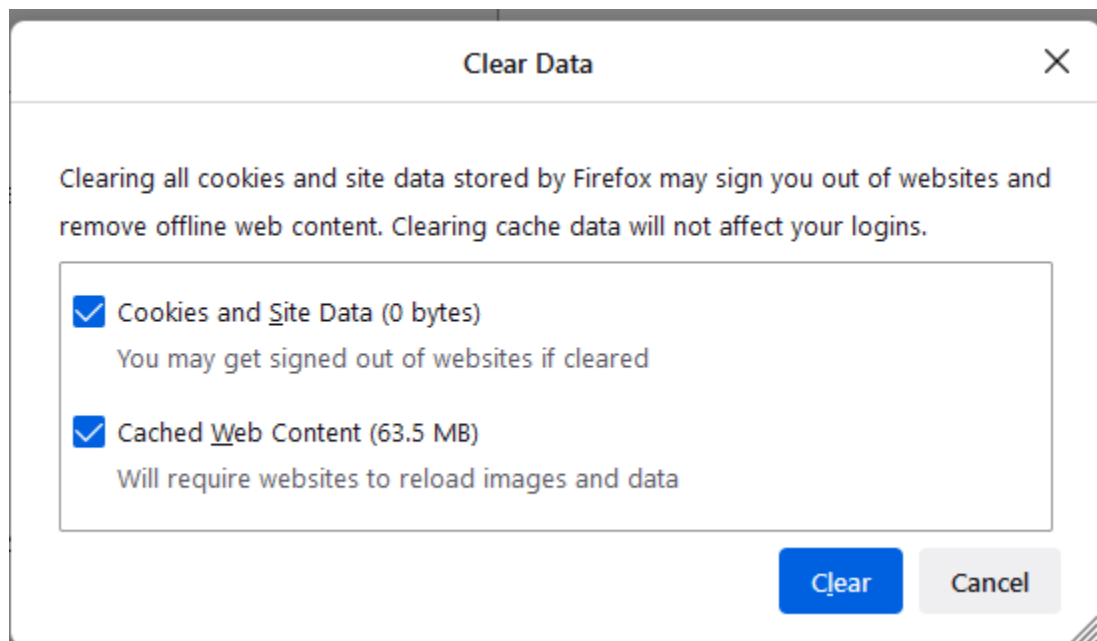 Clear Data
Clearing all cookies and site data stored by Firefox may sign you out of websites and
remove offline web content. Clearing cache data will not affect your logins.
Cookies and Site Data (0 bytes)
You may get signed out of websites if cleared
Cached Web Content (63.5 MB)
Will require websites to reload images and data
Clear Cancel